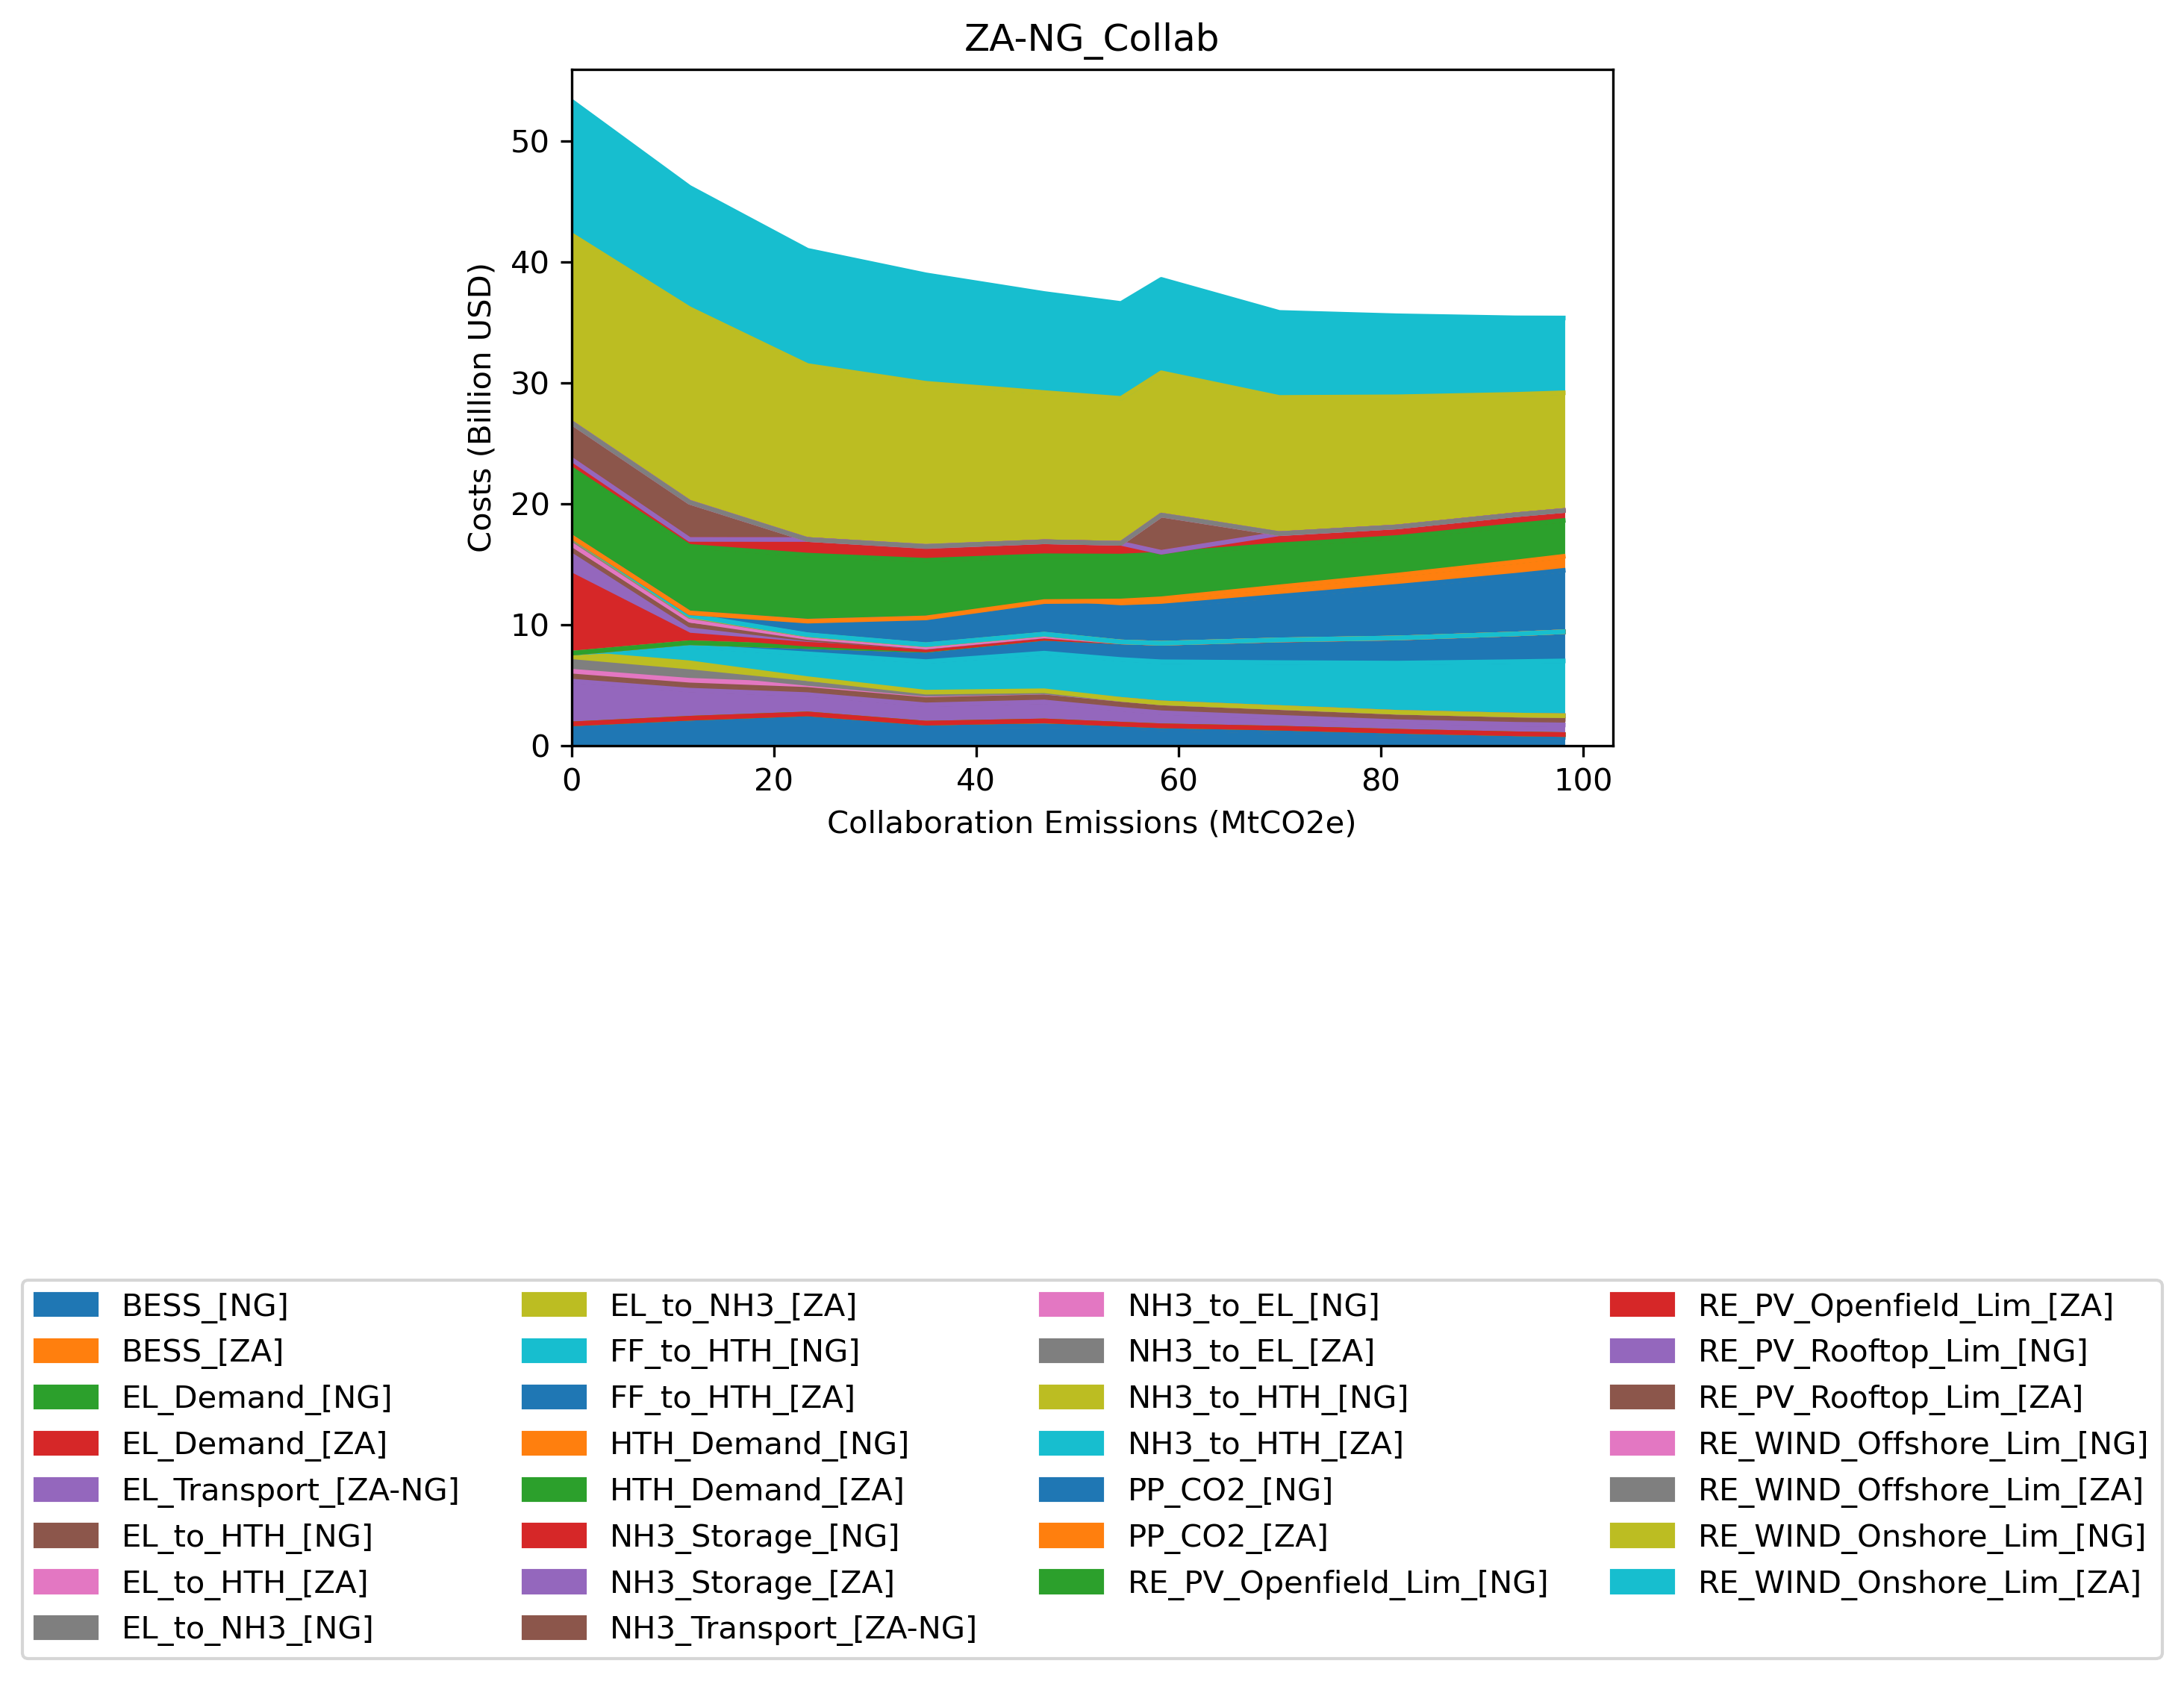 ZA-NG_Collab
Costs (Billion USD)
50
40
30
20
10
0
0 20 40 60 80 100
Collaboration Emissions (MtCO2e)
BESS_[NG]
BESS_[ZA]
EL_Demand_[NG]
EL_Demand_[ZA]
EL_Transport_[ZA-NG]
EL_to_HTH_[NG]
EL_to_HTH_[ZA]
EL_to_NH3_[NG]
EL_to_NH3_[ZA]
FF_to_HTH_[NG]
FF_to_HTH_[ZA]
HTH_Demand_[NG]
HTH_Demand_[ZA]
NH3_Storage_[NG]
NH3_Storage_[ZA]
NH3_Transport_[ZA-NG]
NH3_to_EL_[NG]
NH3_to_EL_[ZA]
NH3_to_HTH_[NG]
NH3_to_HTH_[ZA]
PP_CO2_[NG]
PP_CO2_[ZA]
RE_PV_Openfield_Lim_[NG]
RE_PV_Openfield_Lim_[ZA]
RE_PV_Rooftop_Lim_[NG]
RE_PV_Rooftop_Lim_[ZA]
RE_WIND_Offshore_Lim_[NG]
RE_WIND_Offshore_Lim_[ZA]
RE_WIND_Onshore_Lim_[NG]
RE_WIND_Onshore_Lim_[ZA]